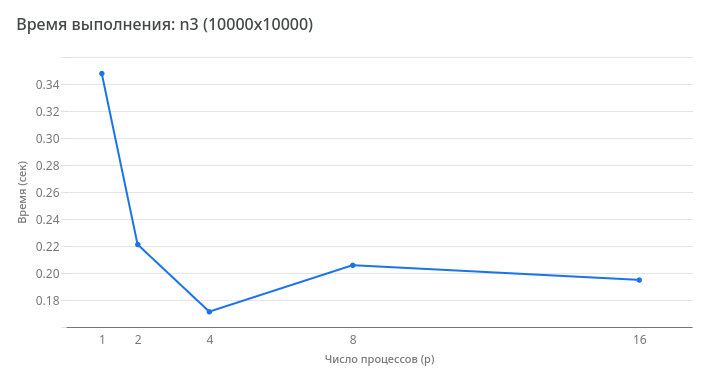 Время выполнения: n3 (10000x10000)
Время (сек)
0.34
0.32
0.30
0.28
0.26
0.24
0.22
0.20
0.18
1 2 4 8 16
Число процессов (p)